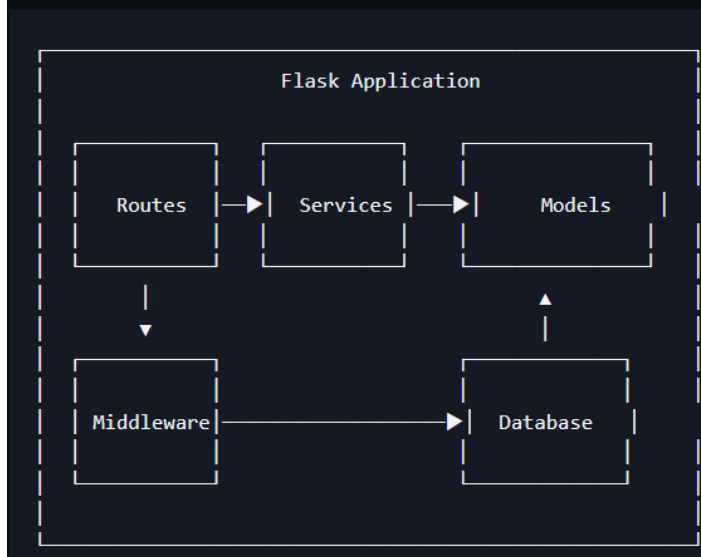 Flask Application
Routes Services Models
Middleware Database